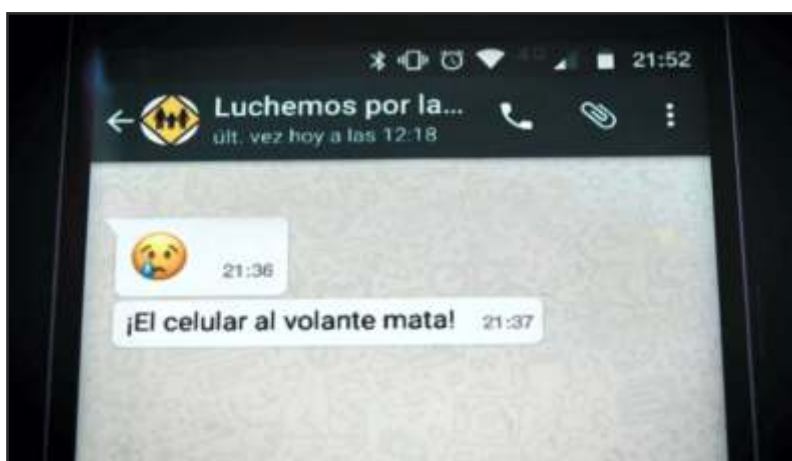 21:52
Luchemos por la...
últ. vez hoy a las 12:18
21:36
¡El celular al volante mata! 21:37